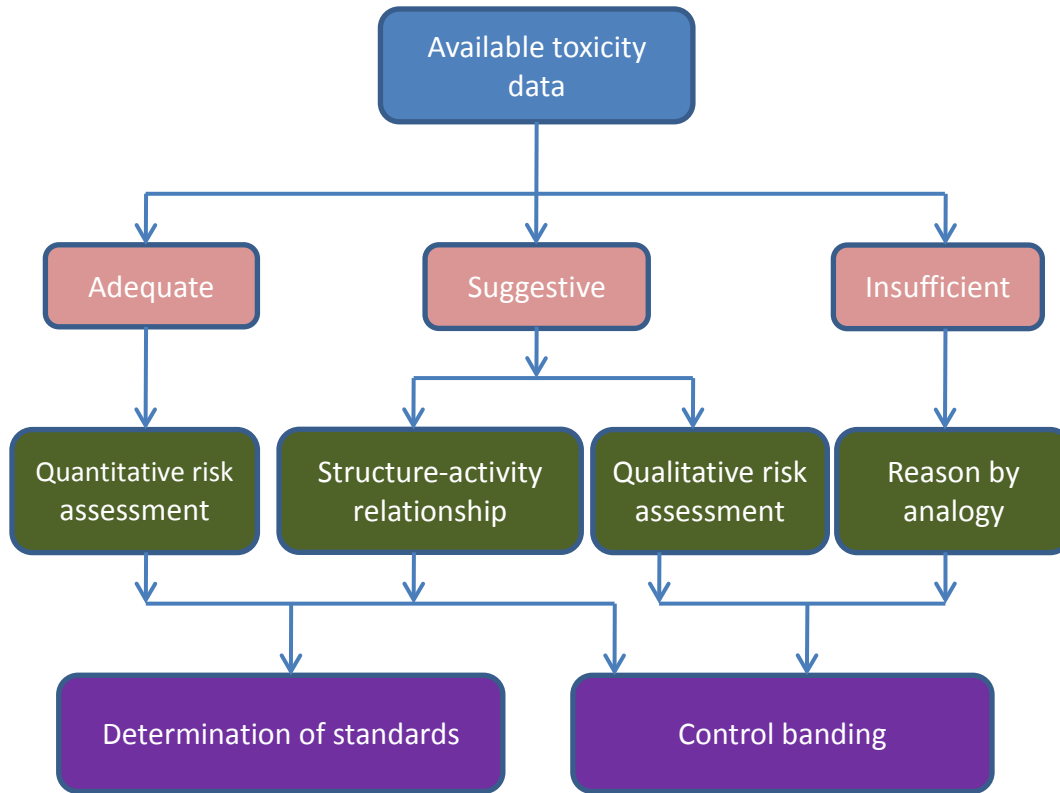 Available toxicity
data
Adequate
Suggestive
Insufficient
Quantitative risk
assessment
Structure-activity
relationship
Qualitative risk
assessment
Reason by
analogy
Determination of standards
Control banding